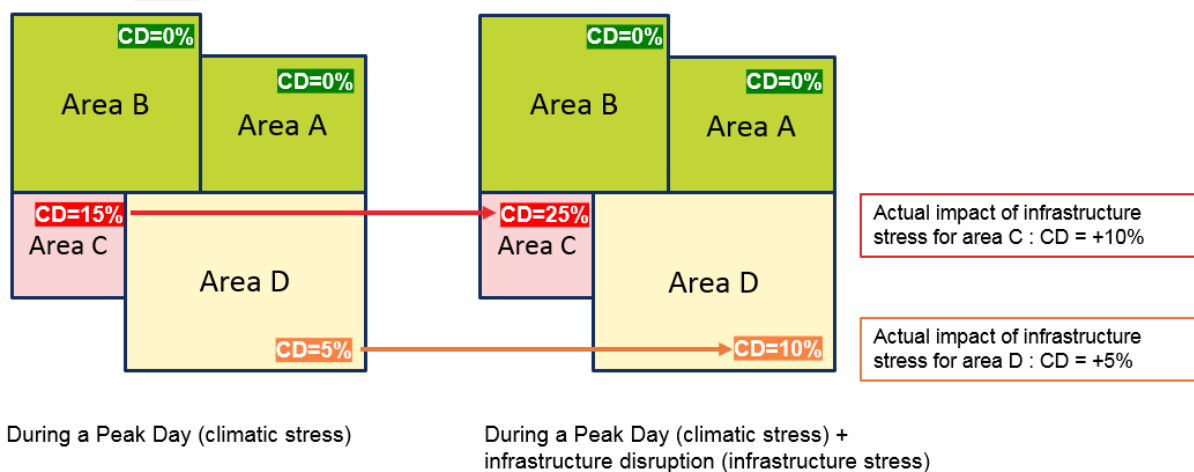 CD=0%
Area B
CD=0%
Area A
CD=15%
Area C
Area D
CD=5%
CD=0%
Area B
CD=0%
Area A
CD=25%
Area C
Area D
CD=10%
Actual impact of infrastructure
stress for area C : CD = +10%
Actual impact of infrastructure
stress for area D : CD = +5%
During a Peak Day (climatic stress)
During a Peak Day (climatic stress) +
infrastructure disruption (infrastructure stress)